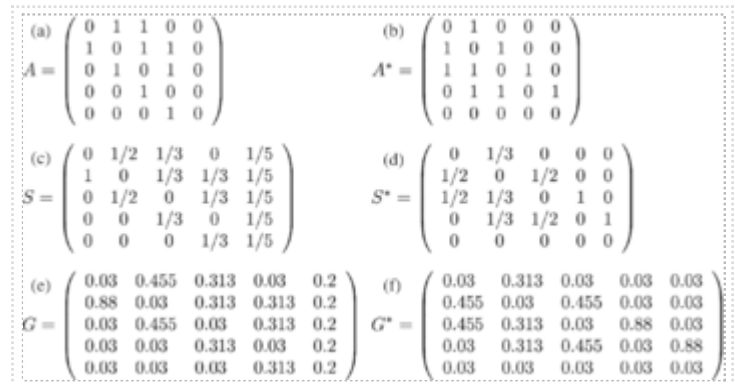 (a)
A =
0 1 1 0 0
1 0 1 1 0
0 1 0 1 0
0 0 1 0 0
0 0 0 1 0
(b)
A* =
0 1 0 0 0
1 0 1 0 0
1 1 0 1 0
0 1 1 0 1
0 0 0 0 0
(c)
S =
0 1/2 1/3 0 1/5
1 0 1/3 1/3 1/5
0 1/2 0 1/3 1/5
0 0 1/3 0 1/5
0 0 0 1/3 1/5
(d)
S* =
0 1/3 0 0 0
1/2 0 1/2 0 0
1/2 1/3 0 1 0
0 1/3 1/2 0 1
0 0 0 0 0
(e)
G =
0.03 0.455 0.313 0.03 0.2
0.88 0.03 0.313 0.313 0.2
0.03 0.455 0.03 0.313 0.2
0.03 0.03 0.313 0.03 0.2
0.03 0.03 0.03 0.313 0.2
(f)
G* =
0.03 0.313 0.03 0.03 0.03
0.455 0.03 0.455 0.03 0.03
0.455 0.313 0.03 0.88 0.03
0.03 0.313 0.455 0.03 0.88
0.03 0.03 0.03 0.03 0.03